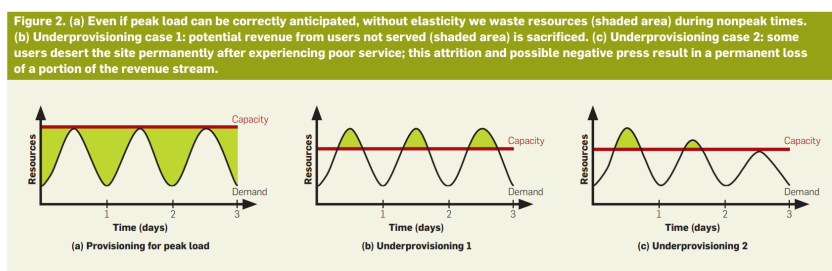 Figure 2. (a) Even if peak load can be correctly anticipated, without elasticity we waste resources (shaded area) during nonpeak times.
(b) Underprovisioning case 1: potential revenue from users not served (shaded area) is sacrificed. (c) Underprovisioning case 2: some
users desert the site permanently after experiencing poor service; this attrition and possible negative press result in a permanent loss
of a portion of the revenue stream.
Resources
Capacity
Demand
1
2
3
Time (days)
(a) Provisioning for peak load
Resources
Capacity
Demand
1
2
3
Time (days)
(b) Underprovisioning 1
Resources
Capacity
Demand
1
2
3
Time (days)
(c) Underprovisioning 2